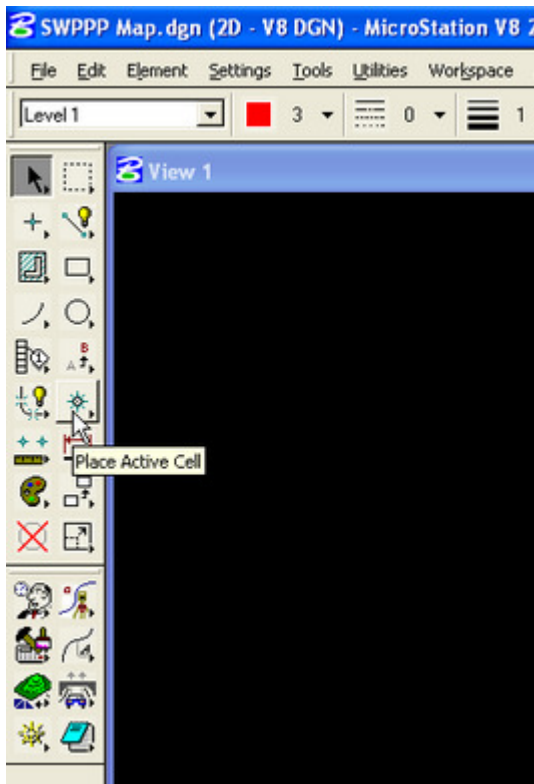 SWPPP Map.dgn (2D - V8 DGN) - MicroStation V8 2
File Edit Element Settings Tools Utilities Workspace
Level 1 3 0 1
View 1
A B
Place Active Cell